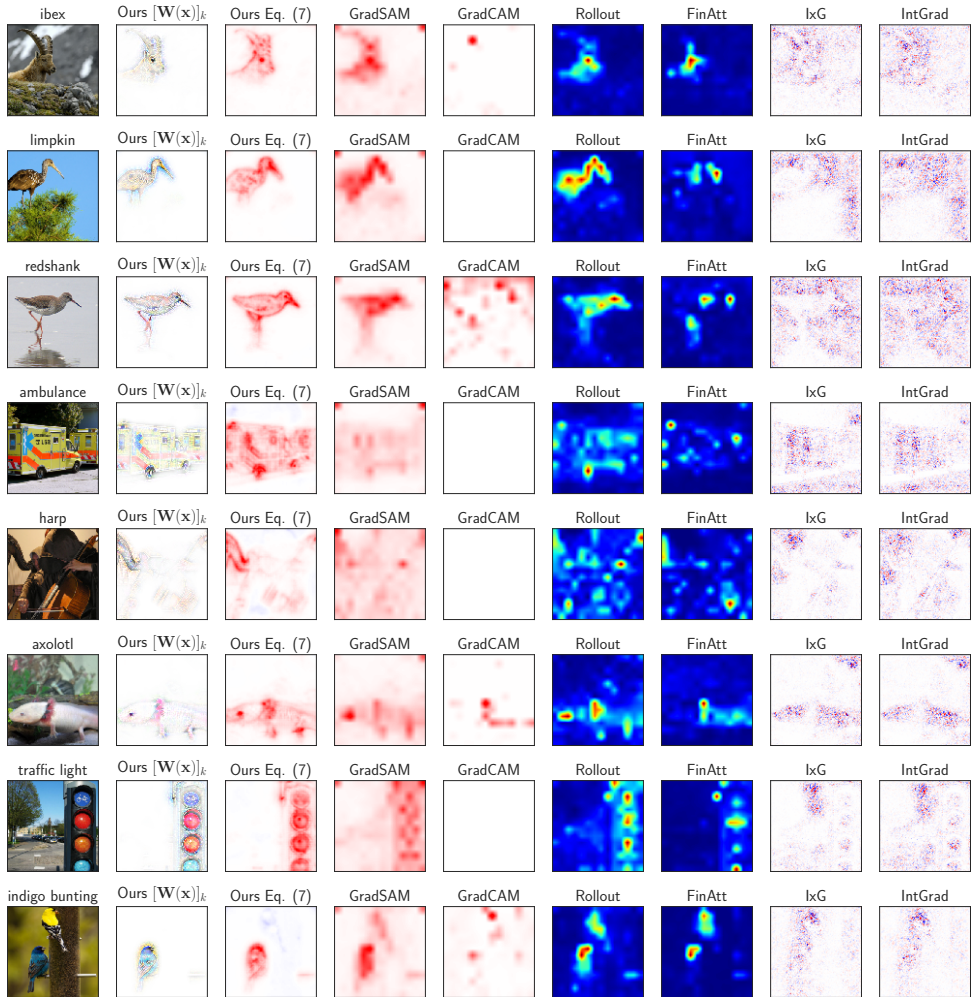 ibex Ours [W(x)]ₖ Ours Eq. (7) GradSAM GradCAM Rollout FinAtt IxG IntGrad
limpkin Ours [W(x)]ₖ Ours Eq. (7) GradSAM GradCAM Rollout FinAtt IxG IntGrad
redshank Ours [W(x)]ₖ Ours Eq. (7) GradSAM GradCAM Rollout FinAtt IxG IntGrad
ambulance Ours [W(x)]ₖ Ours Eq. (7) GradSAM GradCAM Rollout FinAtt IxG IntGrad
harp Ours [W(x)]ₖ Ours Eq. (7) GradSAM GradCAM Rollout FinAtt IxG IntGrad
axolotl Ours [W(x)]ₖ Ours Eq. (7) GradSAM GradCAM Rollout FinAtt IxG IntGrad
traffic light Ours [W(x)]ₖ Ours Eq. (7) GradSAM GradCAM Rollout FinAtt IxG IntGrad
indigo bunting Ours [W(x)]ₖ Ours Eq. (7) GradSAM GradCAM Rollout FinAtt IxG IntGrad